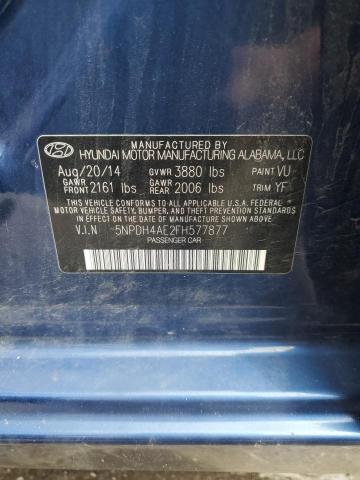 MANUFACTURED BY
HYUNDAI MOTOR MANUFACTURING ALABAMA, LLC
Aug/20/14 GVWR 3880 lbs PAINT VU
GAWR FRONT 2161 lbs GAWR REAR 2006 lbs TRIM YF
THIS VEHICLE CONFORMS TO ALL APPLICABLE FEDERAL
MOTOR VEHICLE SAFETY, BUMPER, AND THEFT
PREVENTION STANDARDS
IN EFFECT ON THE DATE OF MANUFACTURE SHOWN ABOVE.
V.I.N 5NPDH4AE2FH577877
PASSENGER CAR